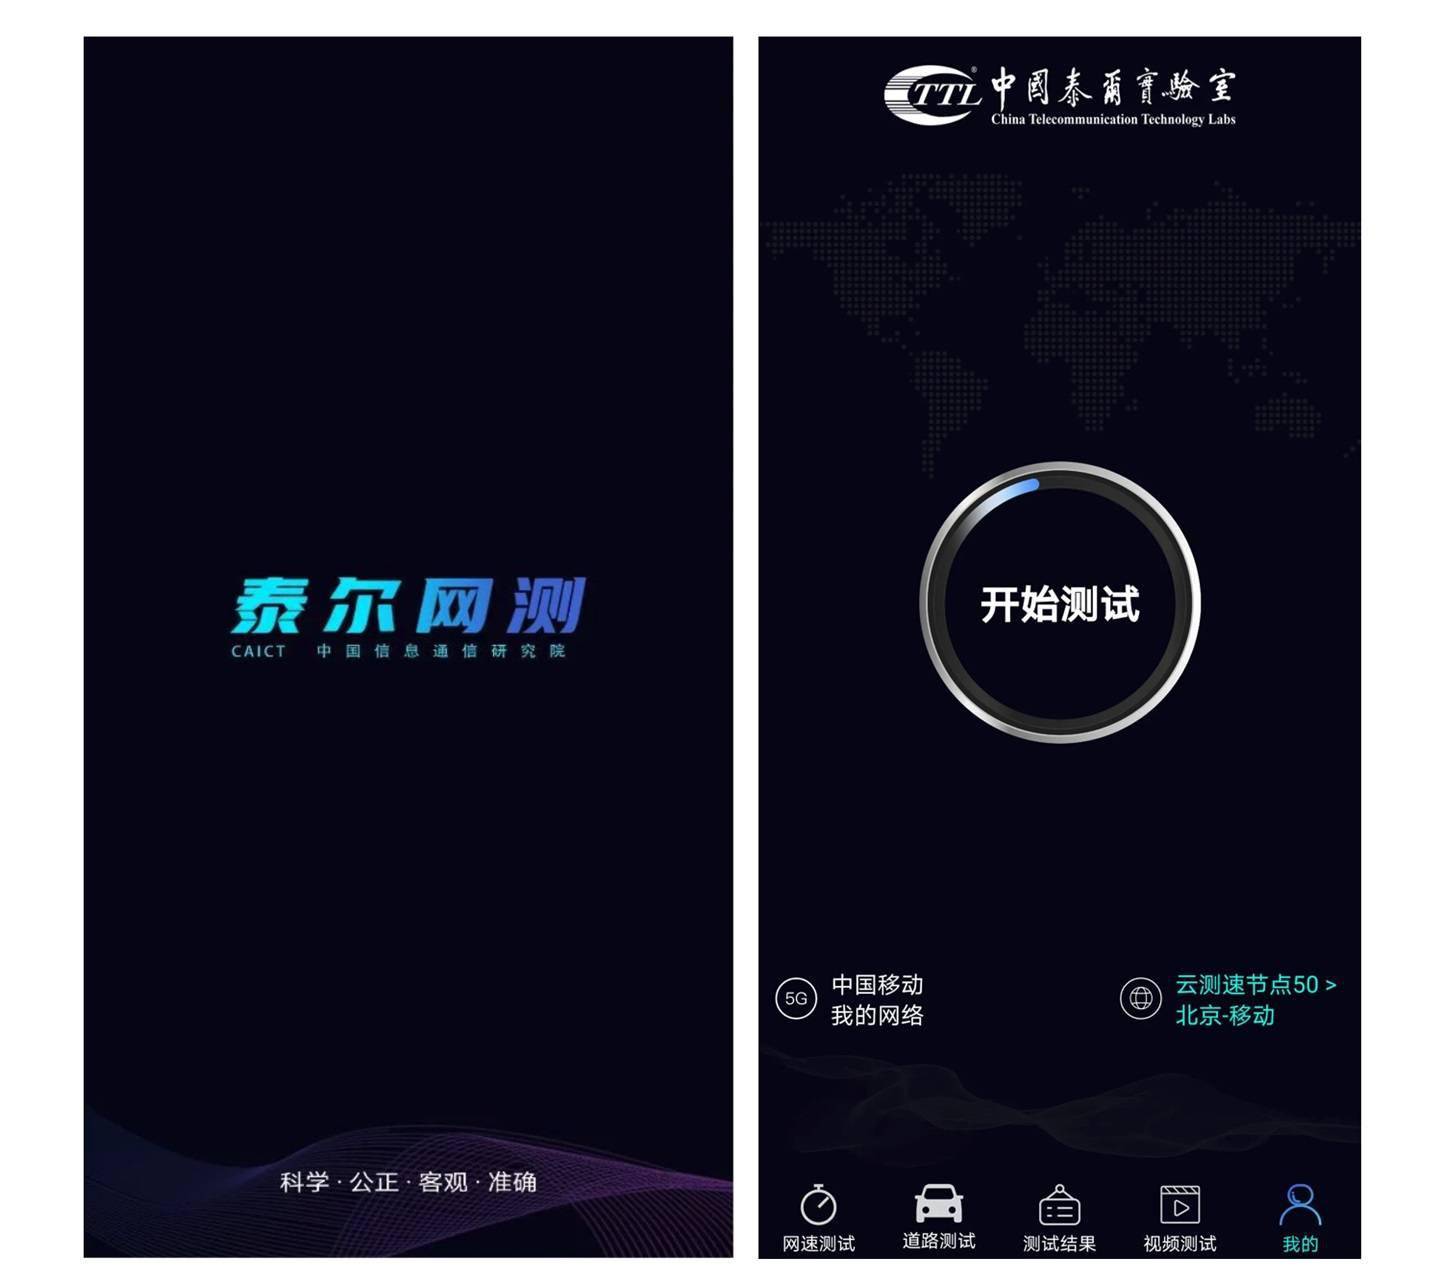 泰尔网测
CAICT 中国信息通信研究院
科学·公正·客观·准确
CTTL® 中國泰爾實驗室
China Telecommunication Technology Labs
开始测试
5G
中国移动
我的网络
云测速节点50 >
北京-移动
网速测试
道路测试
测试结果
视频测试
我的